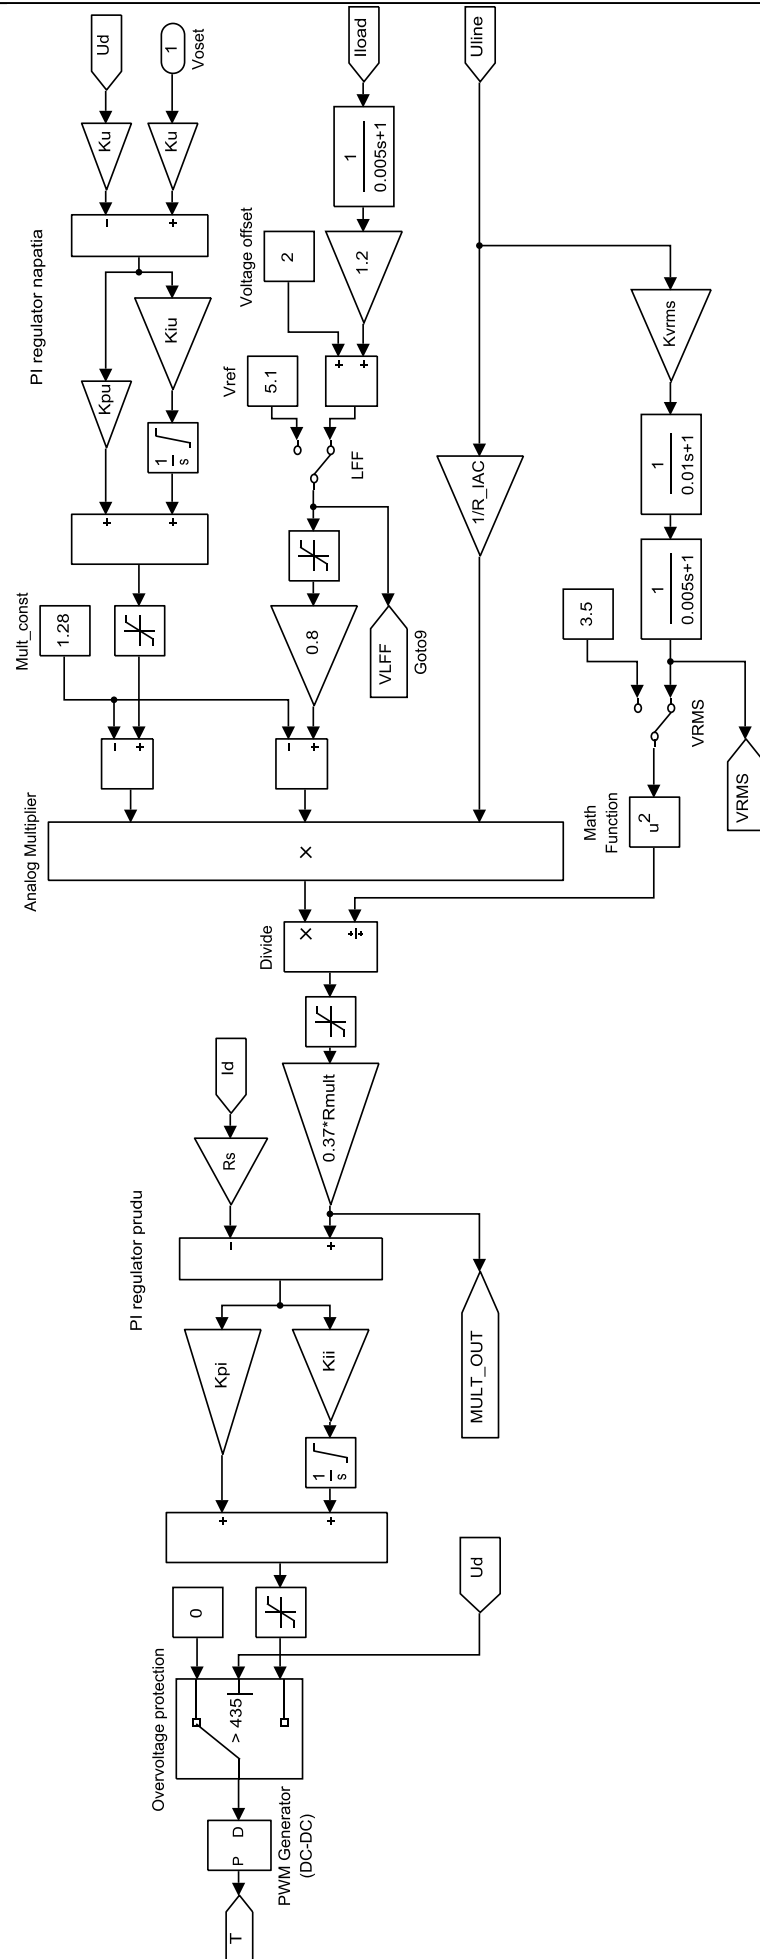 Ud
1
Voset
Ku
Ku
−
+
PI regulator napatia
Kpu
Kiu
1
s
+
+
Mult_const
1.28
−
+
Iload
1
0.005s+1
1.2
Voltage offset
2
+
+
Vref
5.1
LFF
0.8
VLFF
Goto9
−
+
Uline
1/R_IAC
Kvrms
1
0.01s+1
1
0.005s+1
3.5
VRMS
VRMS
Math
Function
u²
Analog Multiplier
×
Divide
×
÷
0.37*Rmult
Id
Rs
PI regulator prudu
−
+
MULT_OUT
Kpi
Kii
1
s
+
+
0
Ud
Overvoltage protection
> 435
D
P
PWM Generator
(DC-DC)
T